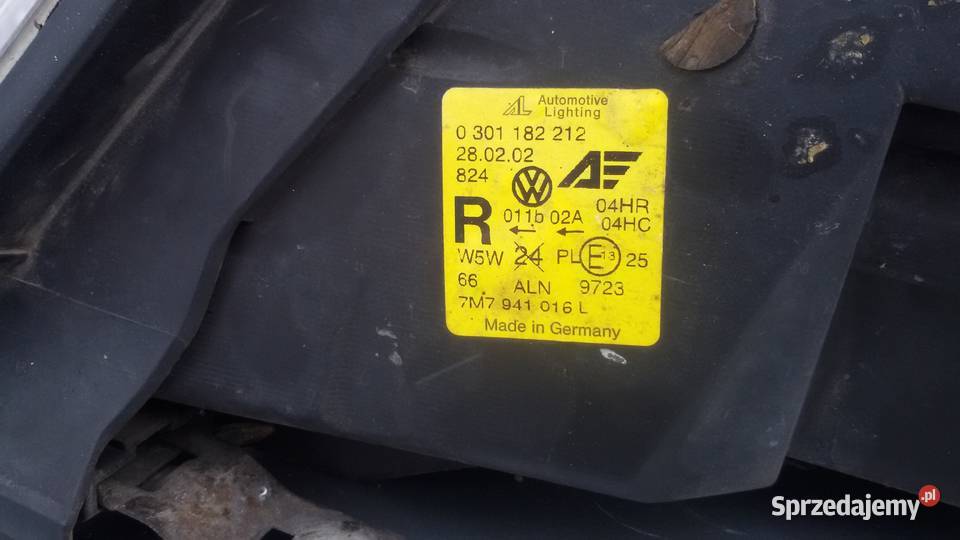 AL Automotive Lighting
0 301 182 212
28.02.02
824
VW
R 011b 02A 04HR
04HC
W5W 24 PL E13 25
66 ALN 9723
7M7 941 016 L
Made in Germany
Sprzedajemy.pl